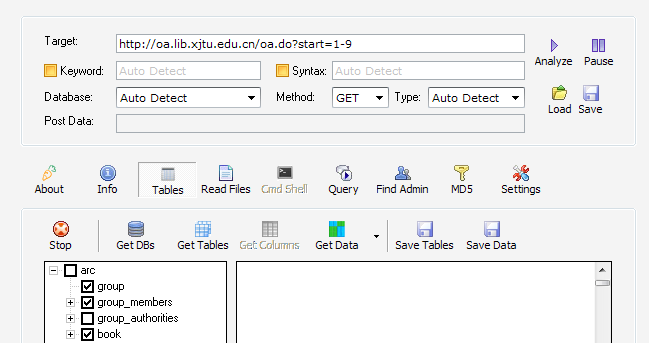 Target: http://oa.lib.xjtu.edu.cn/oa.do?start=1-9
Analyze Pause
Keyword: Auto Detect Syntax: Auto Detect
Database: Auto Detect Method: GET Type: Auto Detect
Load Save
Post Data:
About Info Tables Read Files Cmd Shell Query Find Admin MD5 Settings
Stop Get DBs Get Tables Get Columns Get Data Save Tables Save Data
arc
group
group_members
group_authorities
book